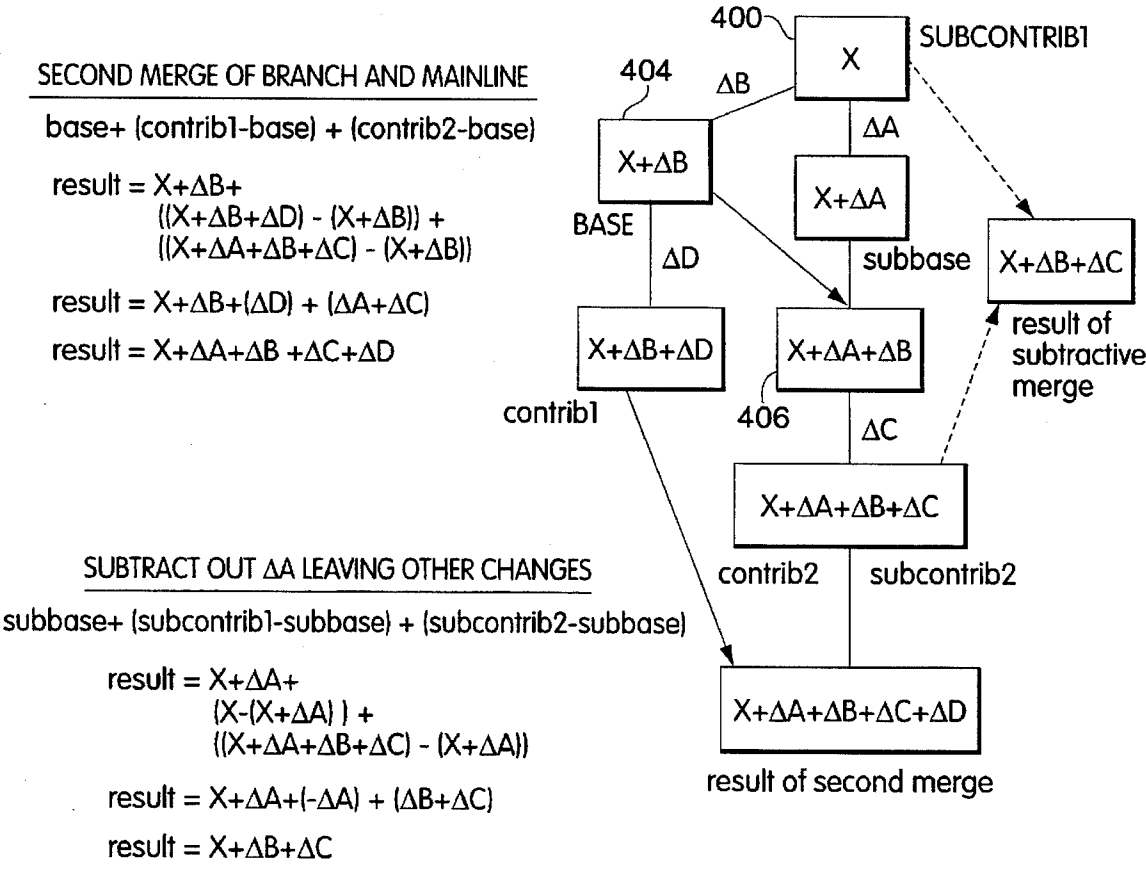 SECOND MERGE OF BRANCH AND MAINLINE
base+ (contrib1-base) + (contrib2-base)
result = X+ΔB+
((X+ΔB+ΔD) - (X+ΔB)) +
((X+ΔA+ΔB+ΔC) - (X+ΔB))
result = X+ΔB+(ΔD) + (ΔA+ΔC)
result = X+ΔA+ΔB +ΔC+ΔD
SUBTRACT OUT ΔA LEAVING OTHER CHANGES
subbase+ (subcontrib1-subbase) + (subcontrib2-subbase)
result = X+ΔA+
(X-(X+ΔA) ) +
((X+ΔA+ΔB+ΔC) - (X+ΔA))
result = X+ΔA+(-ΔA) + (ΔB+ΔC)
result = X+ΔB+ΔC
400
SUBCONTRIB1
X
404
ΔB
ΔA
X+ΔB
X+ΔA
BASE
ΔD
subbase
X+ΔB+ΔC
result of
subtractive
merge
X+ΔB+ΔD
X+ΔA+ΔB
contrib1
406
ΔC
X+ΔA+ΔB+ΔC
contrib2
subcontrib2
X+ΔA+ΔB+ΔC+ΔD
result of second merge